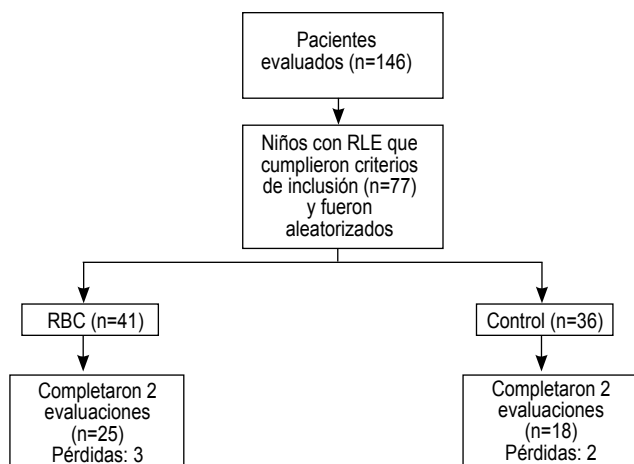 Pacientes
evaluados (n=146)
Niños con RLE que
cumplieron criterios
de inclusión (n=77)
y fueron
aleatorizados
RBC (n=41)
Control (n=36)
Completaron 2
evaluaciones
(n=25)
Pérdidas: 3
Completaron 2
evaluaciones
(n=18)
Pérdidas: 2